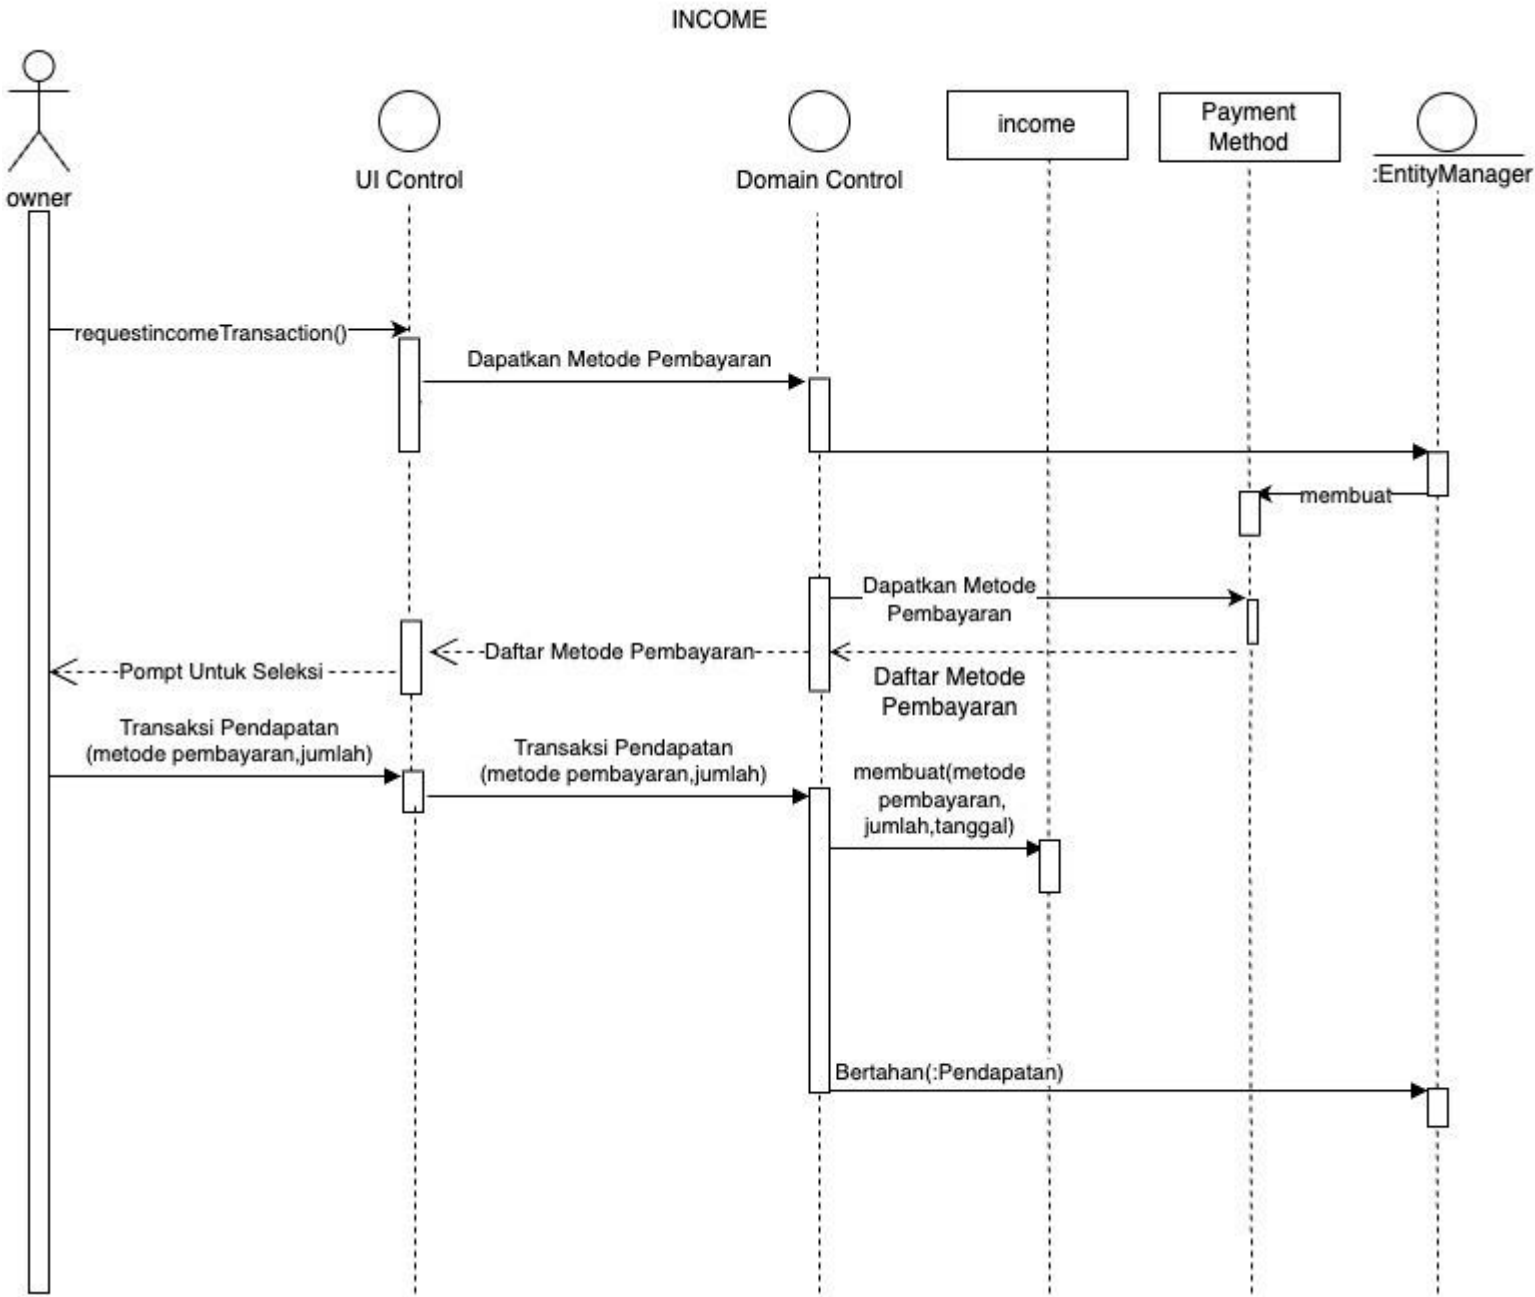 INCOME
owner
UI Control
Domain Control
income
Payment
Method
:EntityManager
requestincomeTransaction()
Dapatkan Metode Pembayaran
membuat
Dapatkan Metode
Pembayaran
Daftar Metode Pembayaran
Pompt Untuk Seleksi
Daftar Metode
Pembayaran
Transaksi Pendapatan
(metode pembayaran,jumlah)
Transaksi Pendapatan
(metode pembayaran,jumlah)
membuat(metode
pembayaran,
jumlah,tanggal)
Bertahan(:Pendapatan)